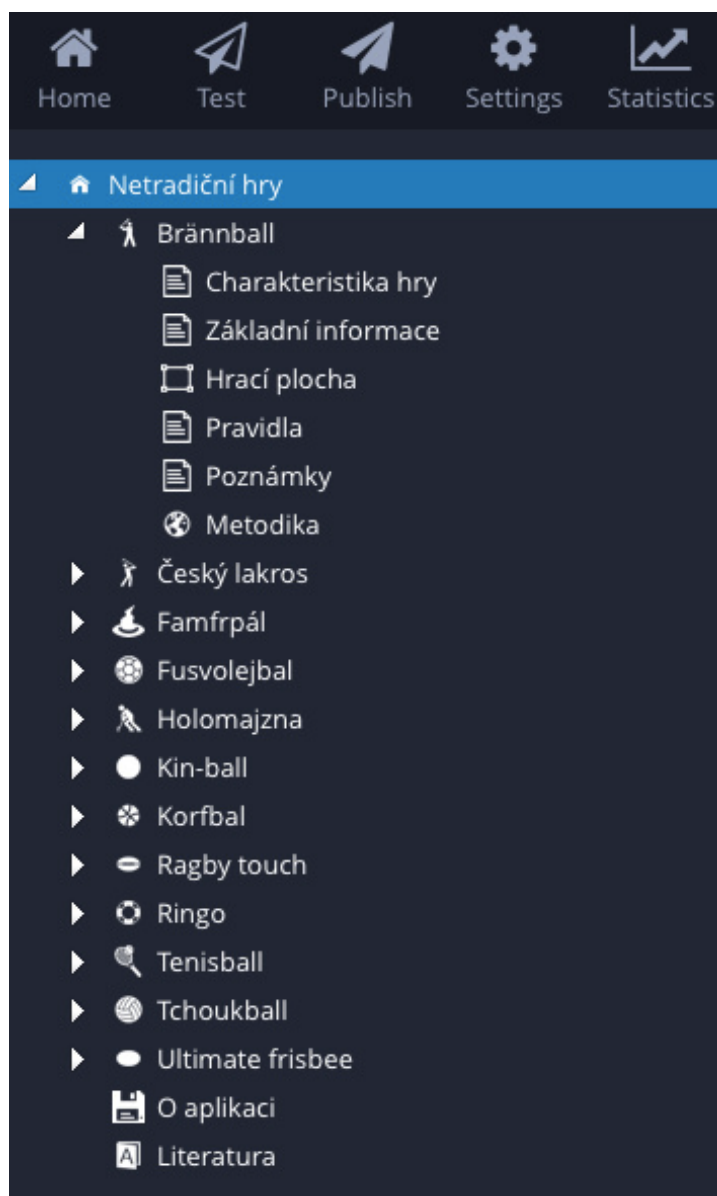 Home Test Publish Settings Statistics
Netradiční hry
Brännball
Charakteristika hry
Základní informace
Hrací plocha
Pravidla
Poznámky
Metodika
Český lakros
Famfrpál
Fusvolejbal
Holomajzna
Kin-ball
Korfbal
Ragby touch
Ringo
Tenisball
Tchoukball
Ultimate frisbee
O aplikaci
Literatura